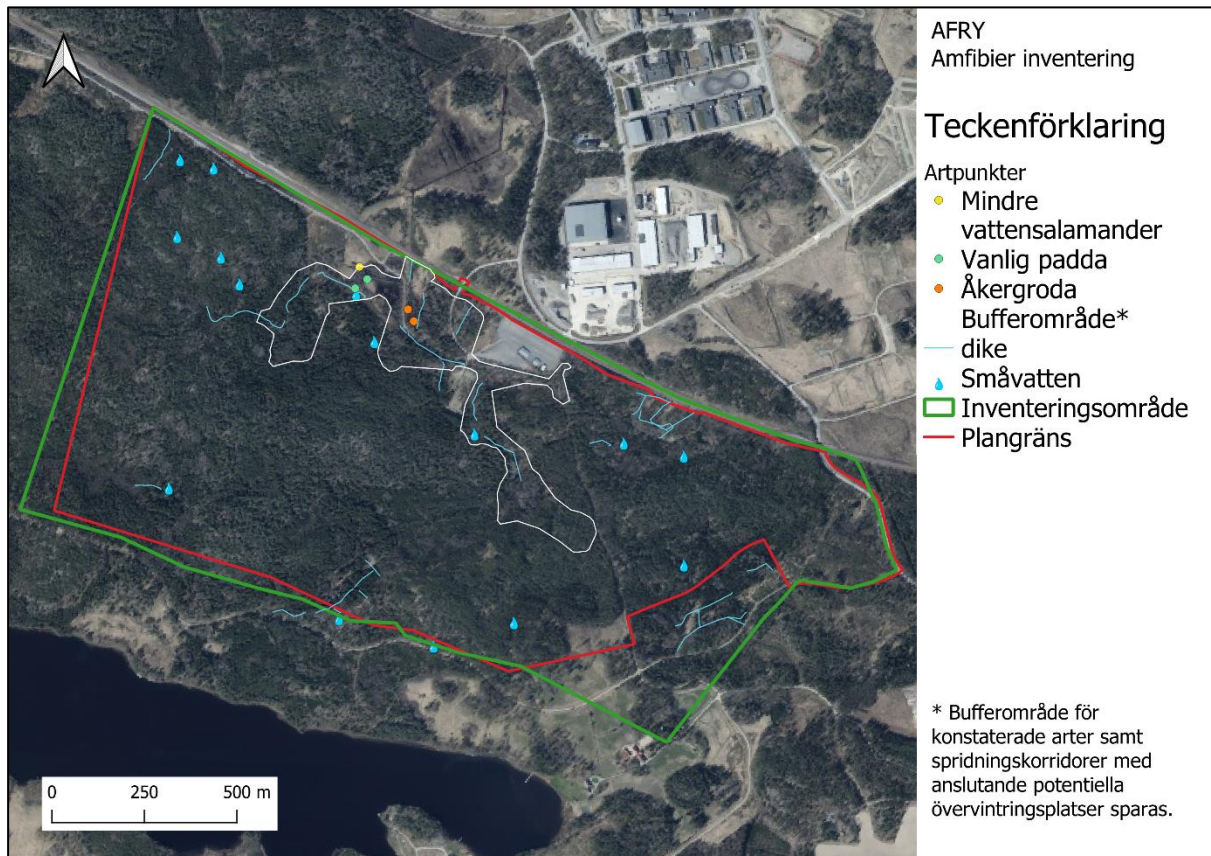 AFRY
Amfibier inventering
Teckenförklaring
Artpunkter
Mindre
vattensalamander
Vanlig padda
Åkergroda
Bufferområde*
dike
Småvatten
Inventeringsområde
Plangräns
* Bufferområde för
konstaterade arter samt
spridningskorridorer med
anslutande potentiella
övervintringsplatser sparas.
0 250 500 m